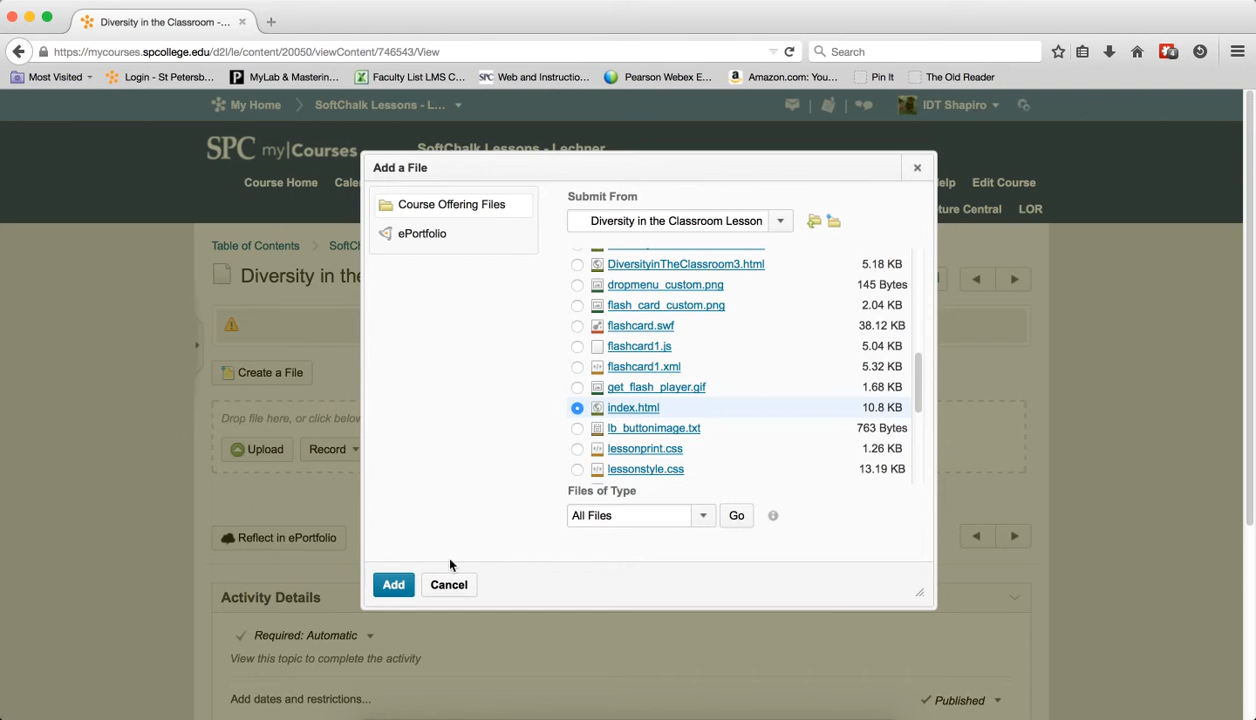 Diversity in the Classroom -...
https://mycourses.spcollege.edu/d2l/le/content/20050/viewContent/746543/View
Search
Most Visited
Login - St Petersb...
MyLab & Mastering...
Faculty List LMS C...
SPC Web and Instructio...
Pearson Webex E...
Amazon.com: You...
Pin It
The Old Reader
My Home
SoftChalk Lessons - L...
IDT Shapiro
SPC my|Courses
SoftChalk Lessons - Lechner
Course Home
Edit Course
LOR
Table of Contents
Diversity in the
Add a File
Course Offering Files
ePortfolio
Submit From
Diversity in the Classroom Lesson
DiversityinTheClassroom3.html 5.18 KB
dropmenu_custom.png 145 Bytes
flash_card_custom.png 2.04 KB
flashcard.swf 38.12 KB
flashcard1.js 5.04 KB
flashcard1.xml 5.32 KB
get_flash_player.gif 1.68 KB
index.html 10.8 KB
lb_buttonimage.txt 763 Bytes
lessonprint.css 1.26 KB
lessonstyle.css 13.19 KB
Files of Type
All Files
Go
Add
Cancel
Create a File
Drop file here, or click below
Upload
Record
Reflect in ePortfolio
Activity Details
Required: Automatic
View this topic to complete the activity
Add dates and restrictions...
Published